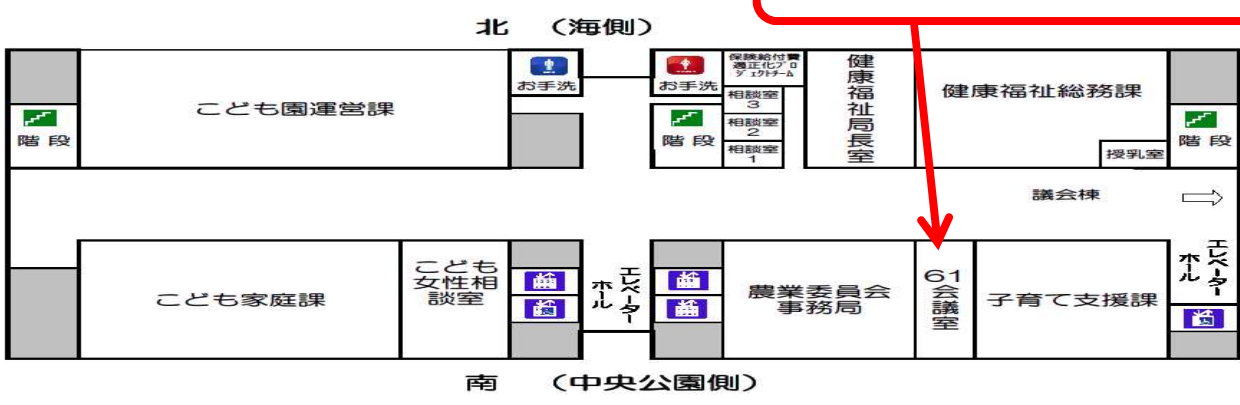 北 (海側)
お手洗
お手洗
保険給付費
適正化プロ
ジェクトチーム
相談室
3
相談室
2
相談室
1
健康福祉局長室
健康福祉総務課
こども園運営課
階段
階段
階段
授乳室
議会棟
こども家庭課
こども
女性相
談室
エレベーター
ホール
農業委員会
事務局
61会議室
子育て支援課
エレベーター
ホール
南 (中央公園側)